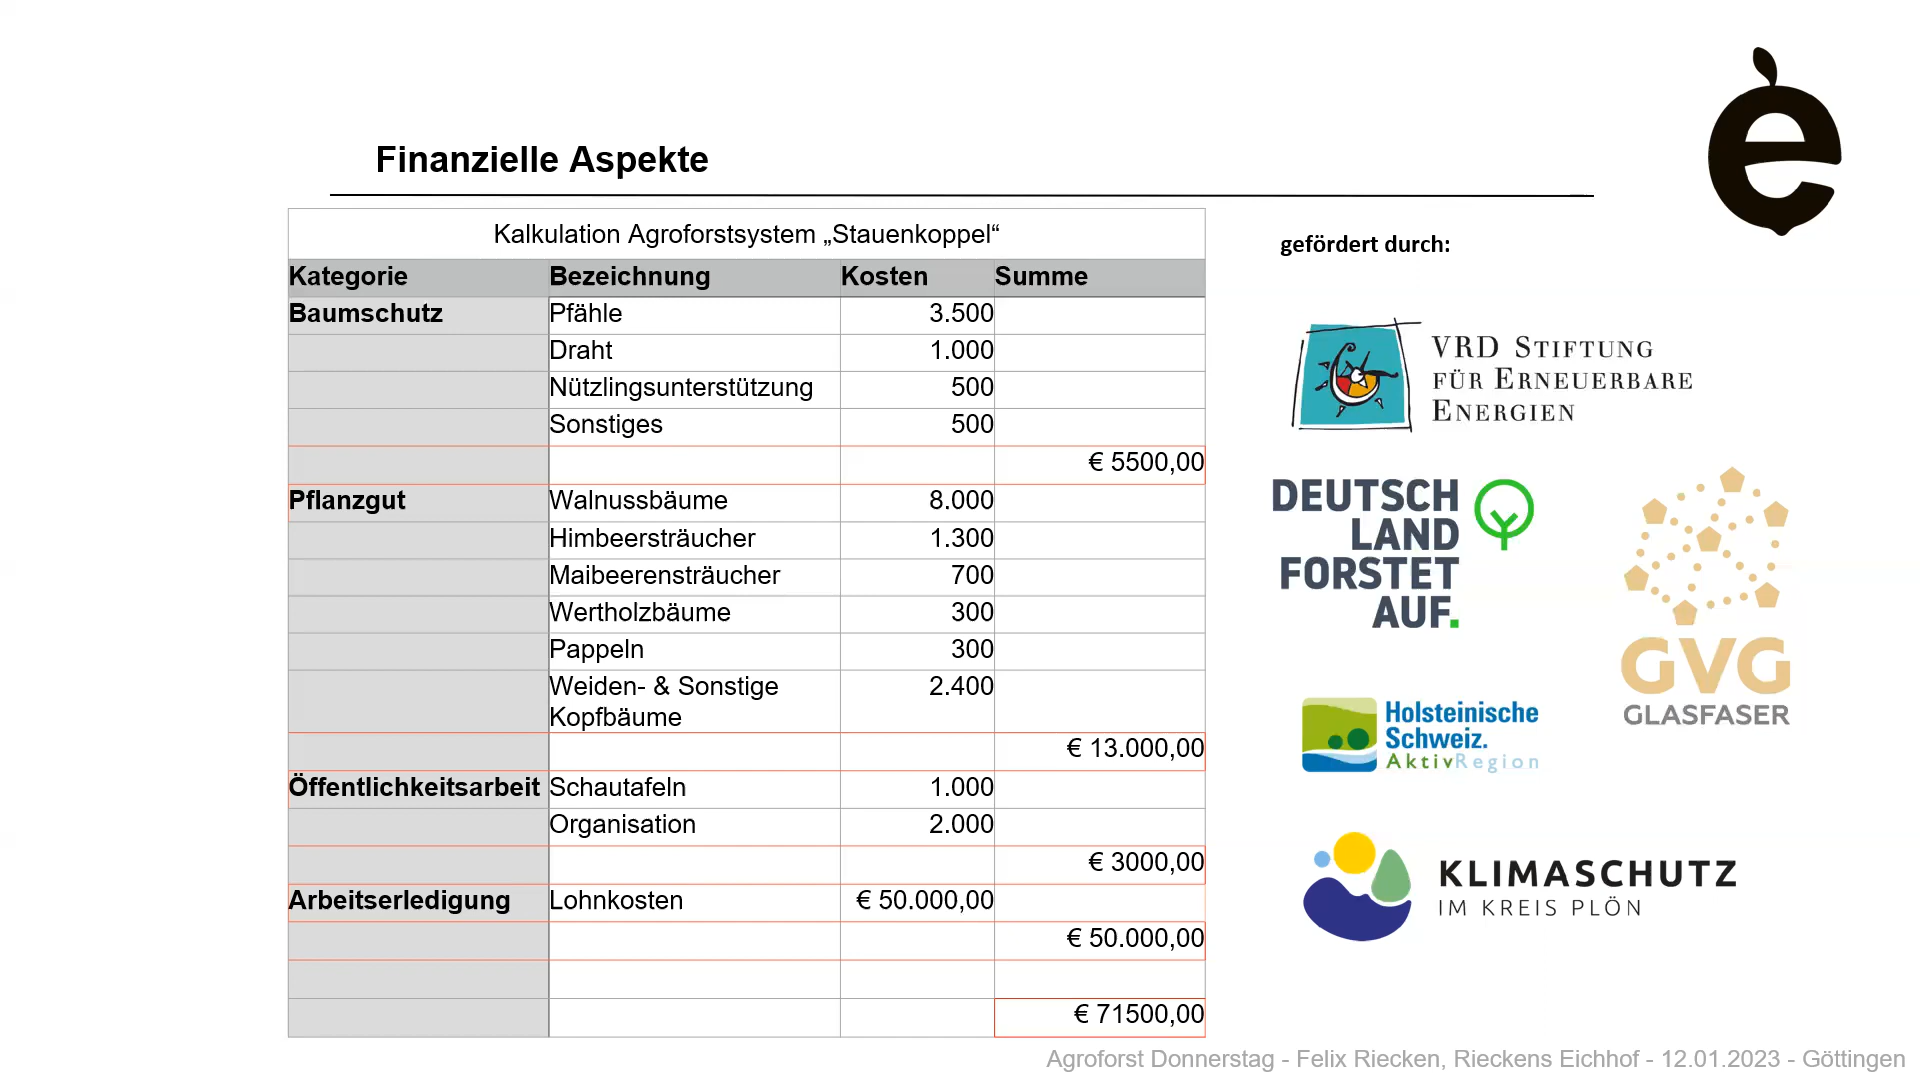 Finanzielle Aspekte
Kalkulation Agroforstsystem „Stauenkoppel“
Kategorie Bezeichnung Kosten Summe
Baumschutz Pfähle 3.500
Draht 1.000
Nützlingsunterstützung 500
Sonstiges 500
€ 5500,00
Pflanzgut Walnussbäume 8.000
Himbeersträucher 1.300
Maibeerensträucher 700
Wertholzbäume 300
Pappeln 300
Weiden- & Sonstige 2.400
Kopfbäume
€ 13.000,00
Öffentlichkeitsarbeit Schautafeln 1.000
Organisation 2.000
€ 3000,00
Arbeitserledigung Lohnkosten € 50.000,00
€ 50.000,00
€ 71500,00
e
gefördert durch:
VRD STIFTUNG
FÜR ERNEUERBARE
ENERGIEN
DEUTSCH
LAND
FORSTET
AUF.
GVG
GLASFASER
Holsteinische
Schweiz.
AktivRegion
KLIMASCHUTZ
IM KREIS PLÖN
Agroforst Donnerstag - Felix Riecken, Rieckens Eichhof - 12.01.2023 - Göttingen